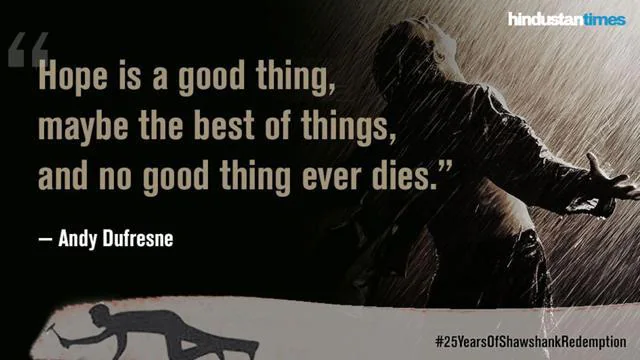 hindustantimes
“Hope is a good thing,
maybe the best of things,
and no good thing ever dies.”
– Andy Dufresne
#25YearsOfShawshankRedemption